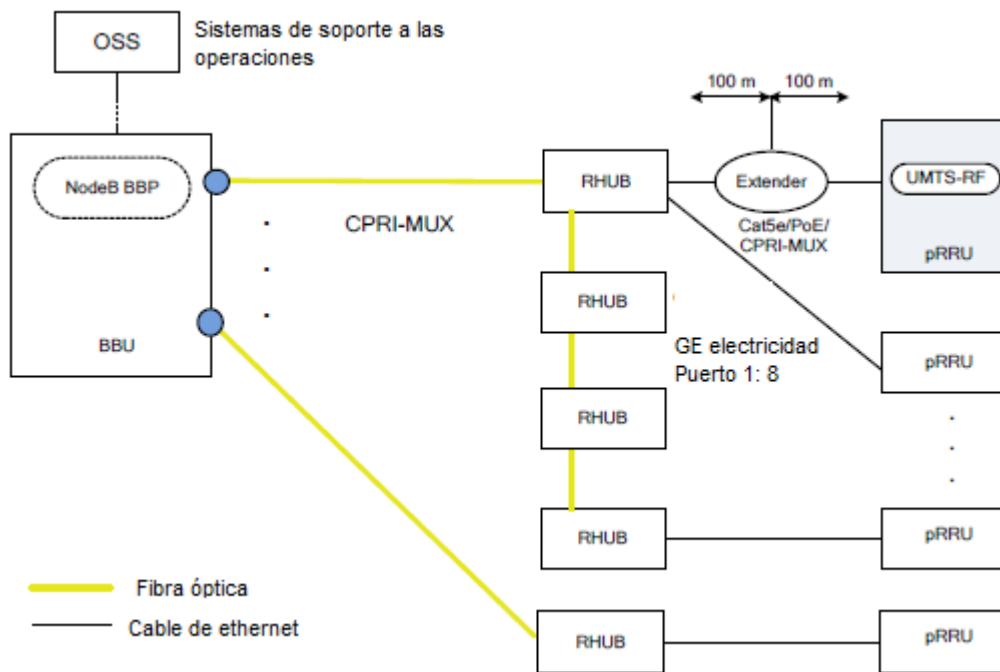 OSS
Sistemas de soporte a las
operaciones
100 m
100 m
NodeB BBP
RHUB
Extender
UMTS-RF
CPRI-MUX
Cat5e/PoE/
CPRI-MUX
pRRU
RHUB
BBU
GE electricidad
Puerto 1: 8
pRRU
RHUB
RHUB
pRRU
Fibra óptica
Cable de ethernet
RHUB
pRRU